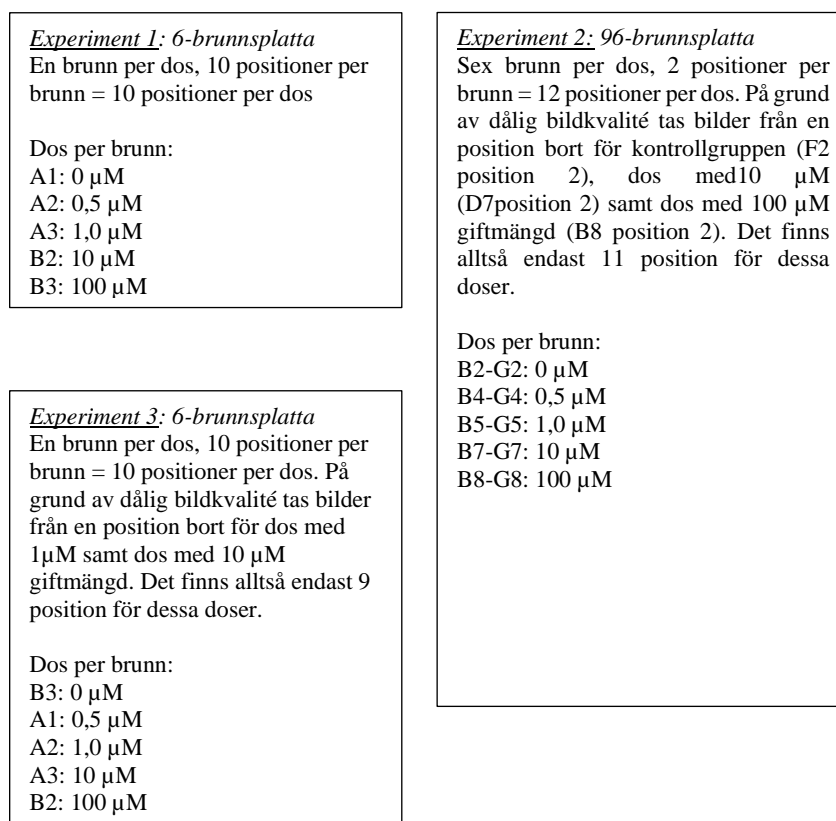 Experiment 1: 6-brunnsplatta
En brunn per dos, 10 positioner per
brunn = 10 positioner per dos
Dos per brunn:
A1: 0 µM
A2: 0,5 µM
A3: 1,0 µM
B2: 10 µM
B3: 100 µM
Experiment 2: 96-brunnsplatta
Sex brunn per dos, 2 positioner per
brunn = 12 positioner per dos. På grund
av dålig bildkvalité tas bilder från en
position bort för kontrollgruppen (F2
position 2), dos med10 µM
(D7position 2) samt dos med 100 µM
giftmängd (B8 position 2). Det finns
alltså endast 11 position för dessa
doser.
Dos per brunn:
B2-G2: 0 µM
B4-G4: 0,5 µM
B5-G5: 1,0 µM
B7-G7: 10 µM
B8-G8: 100 µM
Experiment 3: 6-brunnsplatta
En brunn per dos, 10 positioner per
brunn = 10 positioner per dos. På
grund av dålig bildkvalité tas bilder
från en position bort för dos med
1µM samt dos med 10 µM
giftmängd. Det finns alltså endast 9
position för dessa doser.
Dos per brunn:
B3: 0 µM
A1: 0,5 µM
A2: 1,0 µM
A3: 10 µM
B2: 100 µM